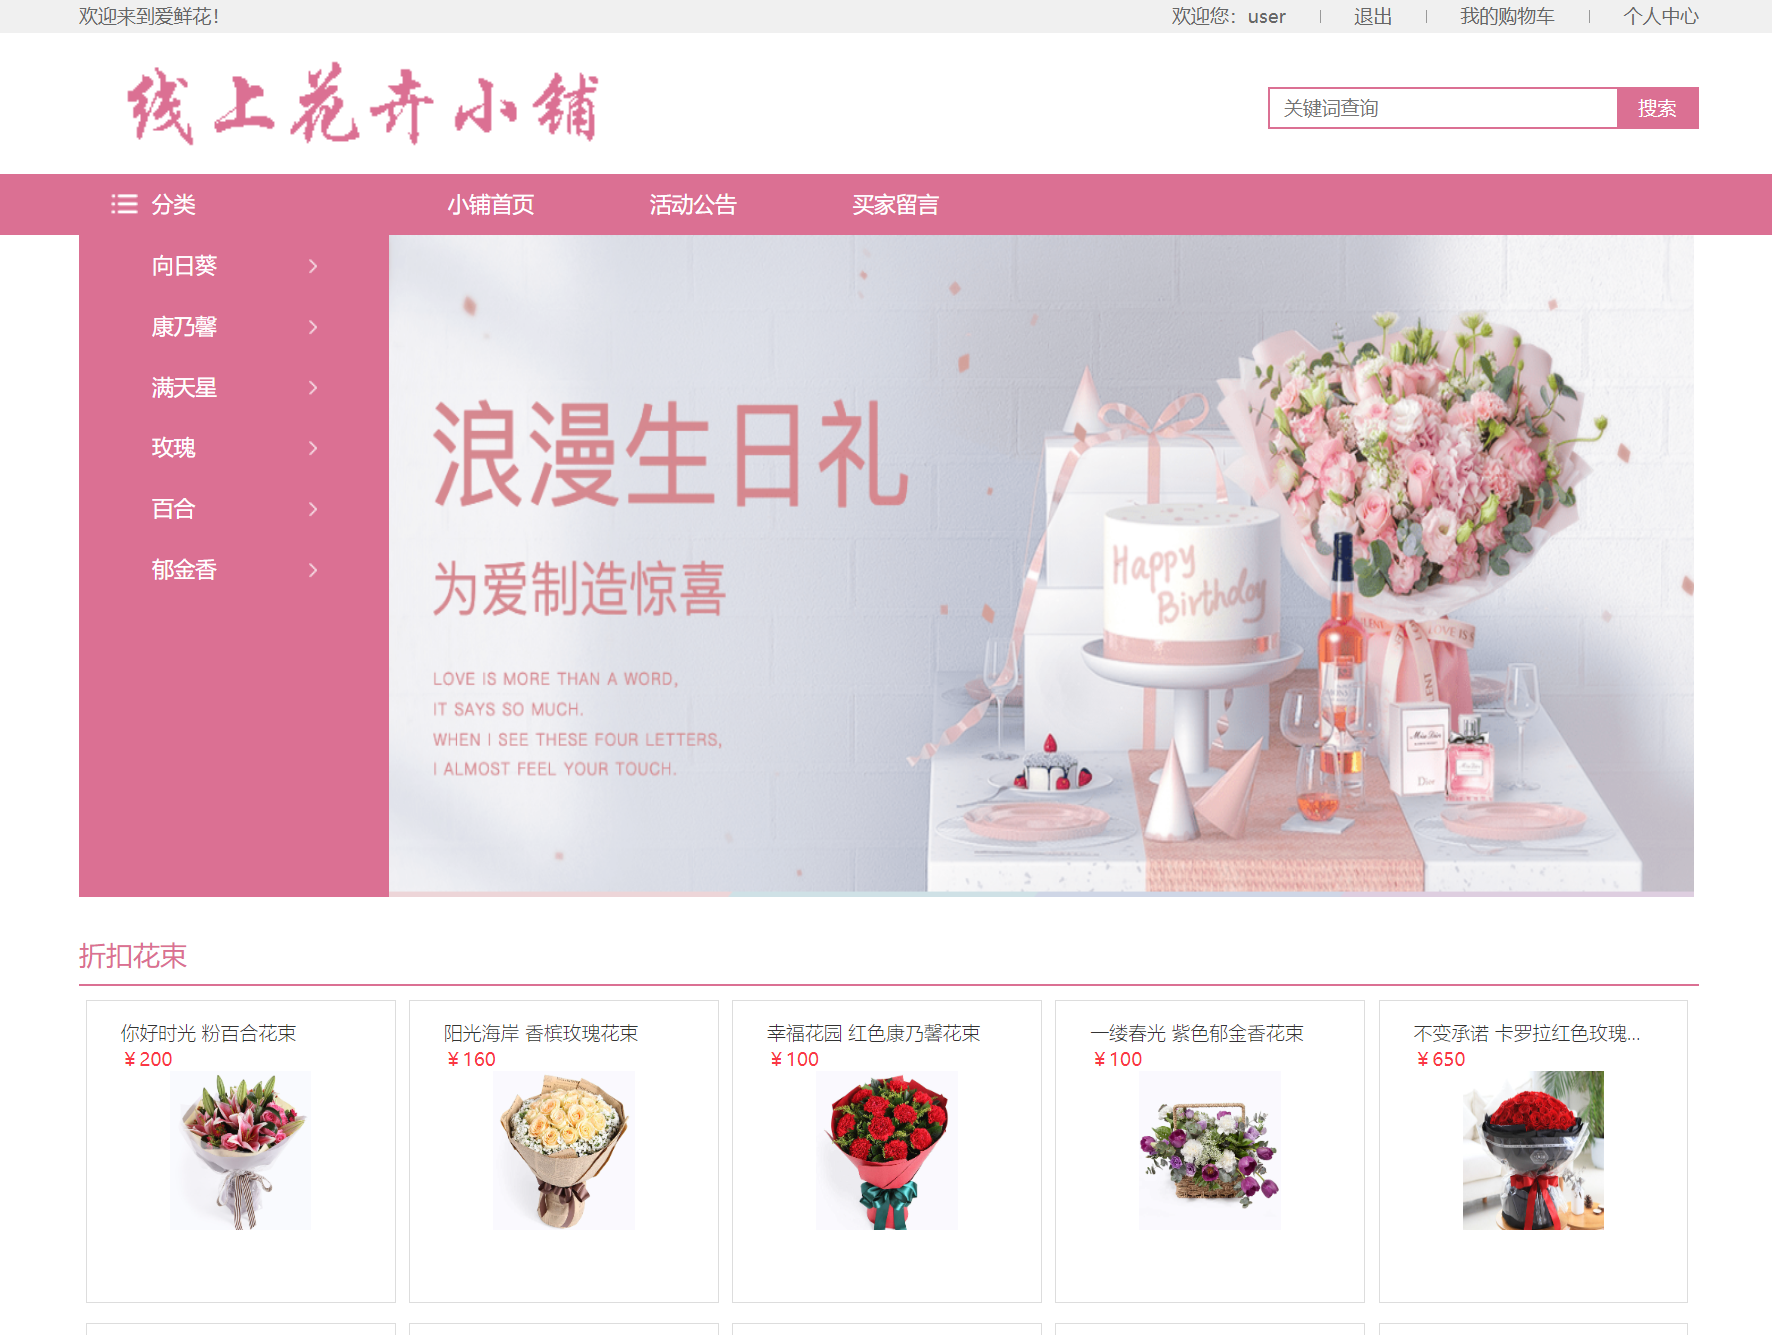 欢迎来到爱鲜花!
欢迎您：user
退出
我的购物车
个人中心
线上花卉小铺
关键词查询
搜索
分类
小铺首页
活动公告
买家留言
向日葵
康乃馨
满天星
玫瑰
百合
郁金香
浪漫生日礼
为爱制造惊喜
LOVE IS MORE THAN A WORD,
IT SAYS SO MUCH.
WHEN I SEE THESE FOUR LETTERS,
I ALMOST FEEL YOUR TOUCH.
Happy
Birthday
Miss Dior
Dior
折扣花束
你好时光 粉百合花束
￥200
阳光海岸 香槟玫瑰花束
￥160
幸福花园 红色康乃馨花束
￥100
一缕春光 紫色郁金香花束
￥100
不变承诺 卡罗拉红色玫瑰...
￥650